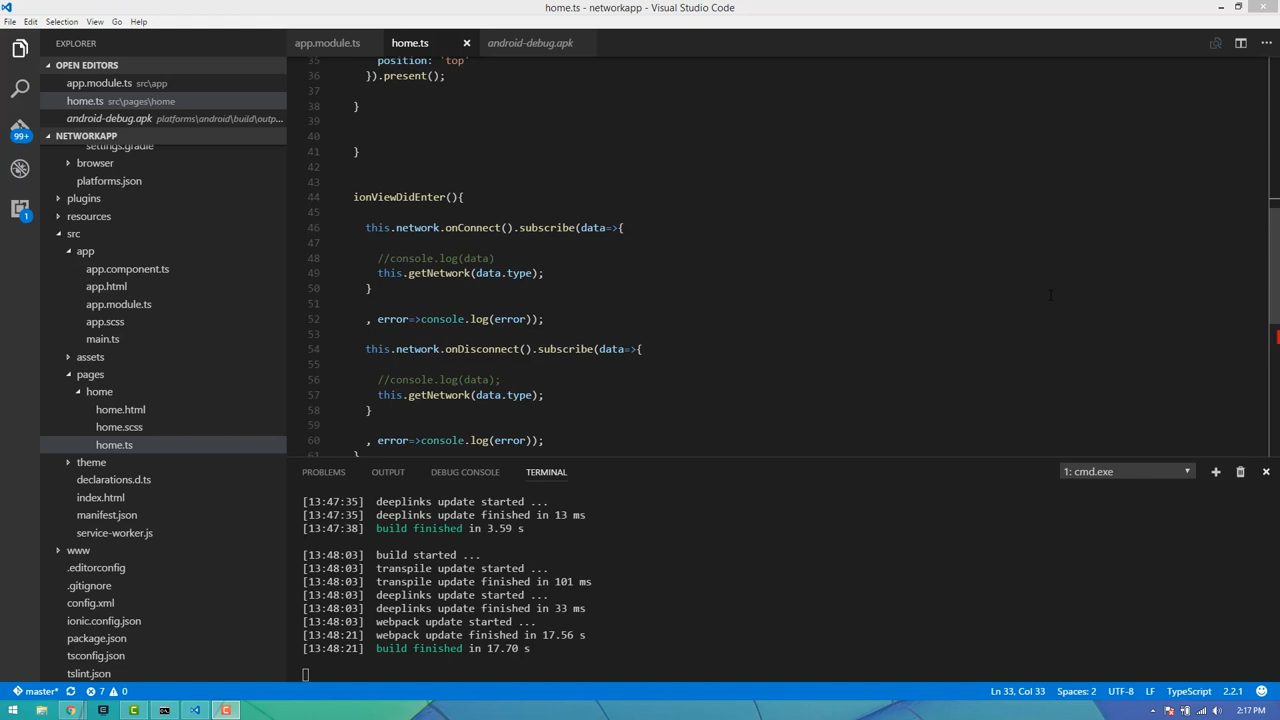 home.ts - networkapp - Visual Studio Code
File Edit Selection View Go Help
EXPLORER
OPEN EDITORS
app.module.ts src\app
home.ts src\pages\home
android-debug.apk platforms\android\build\outp...
NETWORKAPP
settings.gradle
browser
platforms.json
plugins
resources
src
app
app.component.ts
app.html
app.module.ts
app.scss
main.ts
assets
pages
home
home.html
home.scss
home.ts
theme
declarations.d.ts
index.html
manifest.json
service-worker.js
www
.editorconfig
.gitignore
config.xml
ionic.config.json
package.json
tsconfig.json
tslint.json
99+
1
app.module.ts home.ts android-debug.apk
35 position: 'top'
36 }).present();
37
38 }
39
40
41 }
42
43
44 ionViewDidEnter(){
45
46 this.network.onConnect().subscribe(data=>{
47
48 //console.log(data)
49 this.getNetwork(data.type);
50 }
51
52 , error=>console.log(error));
53
54 this.network.onDisconnect().subscribe(data=>{
55
56 //console.log(data);
57 this.getNetwork(data.type);
58 }
59
60 , error=>console.log(error));
61 }
PROBLEMS OUTPUT DEBUG CONSOLE TERMINAL 1: cmd.exe
[13:47:35] deeplinks update started ...
[13:47:35] deeplinks update finished in 13 ms
[13:47:38] build finished in 3.59 s
[13:48:03] build started ...
[13:48:03] transpile update started ...
[13:48:03] transpile update finished in 101 ms
[13:48:03] deeplinks update started ...
[13:48:03] deeplinks update finished in 33 ms
[13:48:03] webpack update started ...
[13:48:21] webpack update finished in 17.56 s
[13:48:21] build finished in 17.70 s
master* 7 0 Ln 33, Col 33 Spaces: 2 UTF-8 LF TypeScript 2.2.1
2:17 PM